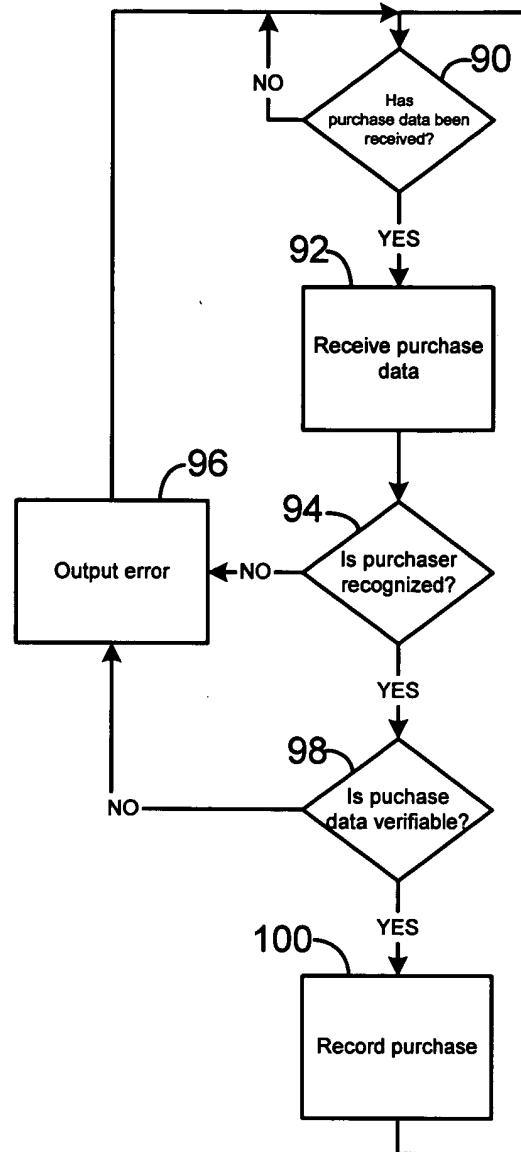 90
NO
Has
purchase data been
received?
YES
92
Receive purchase
data
96
Output error
94
NO
Is purchaser
recognized?
YES
98
NO
Is puchase
data verifiable?
YES
100
Record purchase